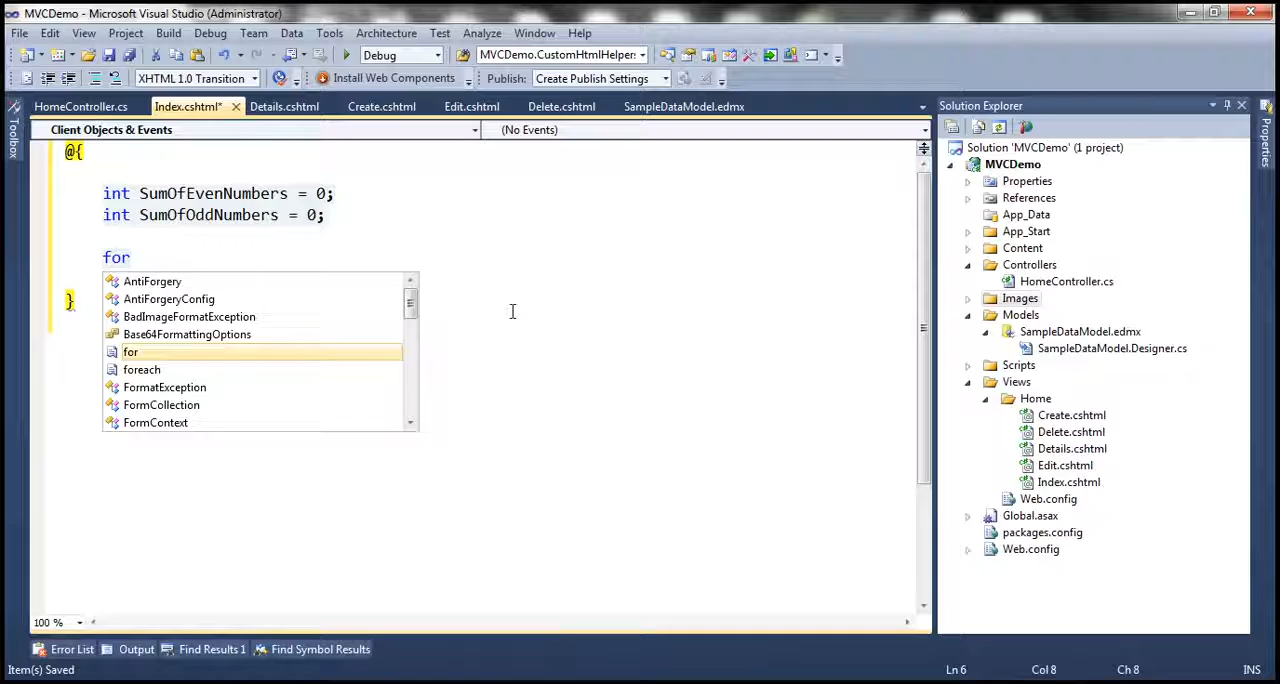 MVCDemo - Microsoft Visual Studio (Administrator)
File Edit View Project Build Debug Team Data Tools Architecture Test Analyze Window Help
Debug MVCDemo.CustomHtmlHelper:
XHTML 1.0 Transition Install Web Components Publish: Create Publish Settings
HomeController.cs Index.cshtml* Details.cshtml Create.cshtml Edit.cshtml Delete.cshtml SampleDataModel.edmx
Client Objects & Events (No Events)
@{
int SumOfEvenNumbers = 0;
int SumOfOddNumbers = 0;
for
AntiForgery
AntiForgeryConfig
BadImageFormatException
Base64FormattingOptions
for
foreach
FormatException
FormCollection
FormContext
}
100 %
Toolbox
Solution Explorer
Solution 'MVCDemo' (1 project)
MVCDemo
Properties
References
App_Data
App_Start
Content
Controllers
HomeController.cs
Images
Models
SampleDataModel.edmx
SampleDataModel.Designer.cs
Scripts
Views
Home
Create.cshtml
Delete.cshtml
Details.cshtml
Edit.cshtml
Index.cshtml
Web.config
Global.asax
packages.config
Web.config
Properties
Error List Output Find Results 1 Find Symbol Results
Item(s) Saved Ln 6 Col 8 Ch 8 INS